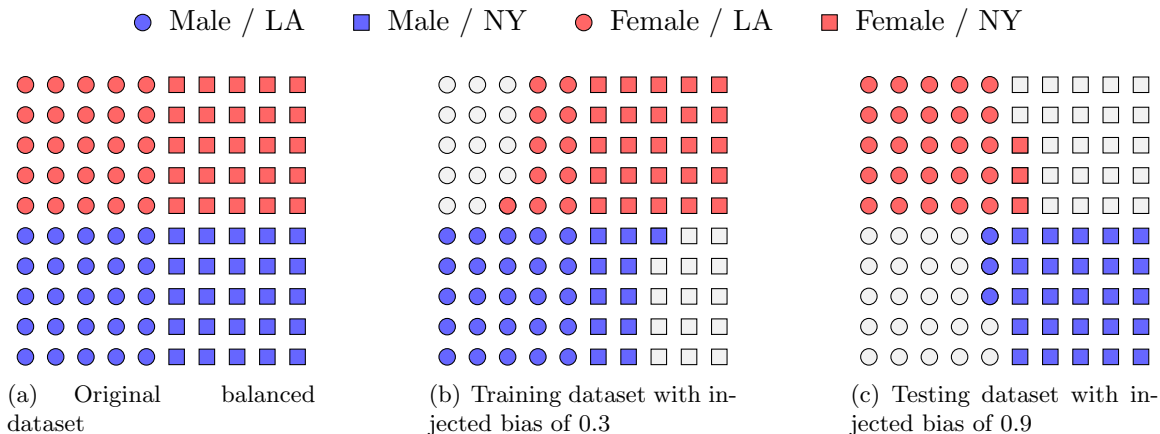 Male / LA Male / NY Female / LA Female / NY
(a) Original balanced
dataset
(b) Training dataset with in-
jected bias of 0.3
(c) Testing dataset with in-
jected bias of 0.9